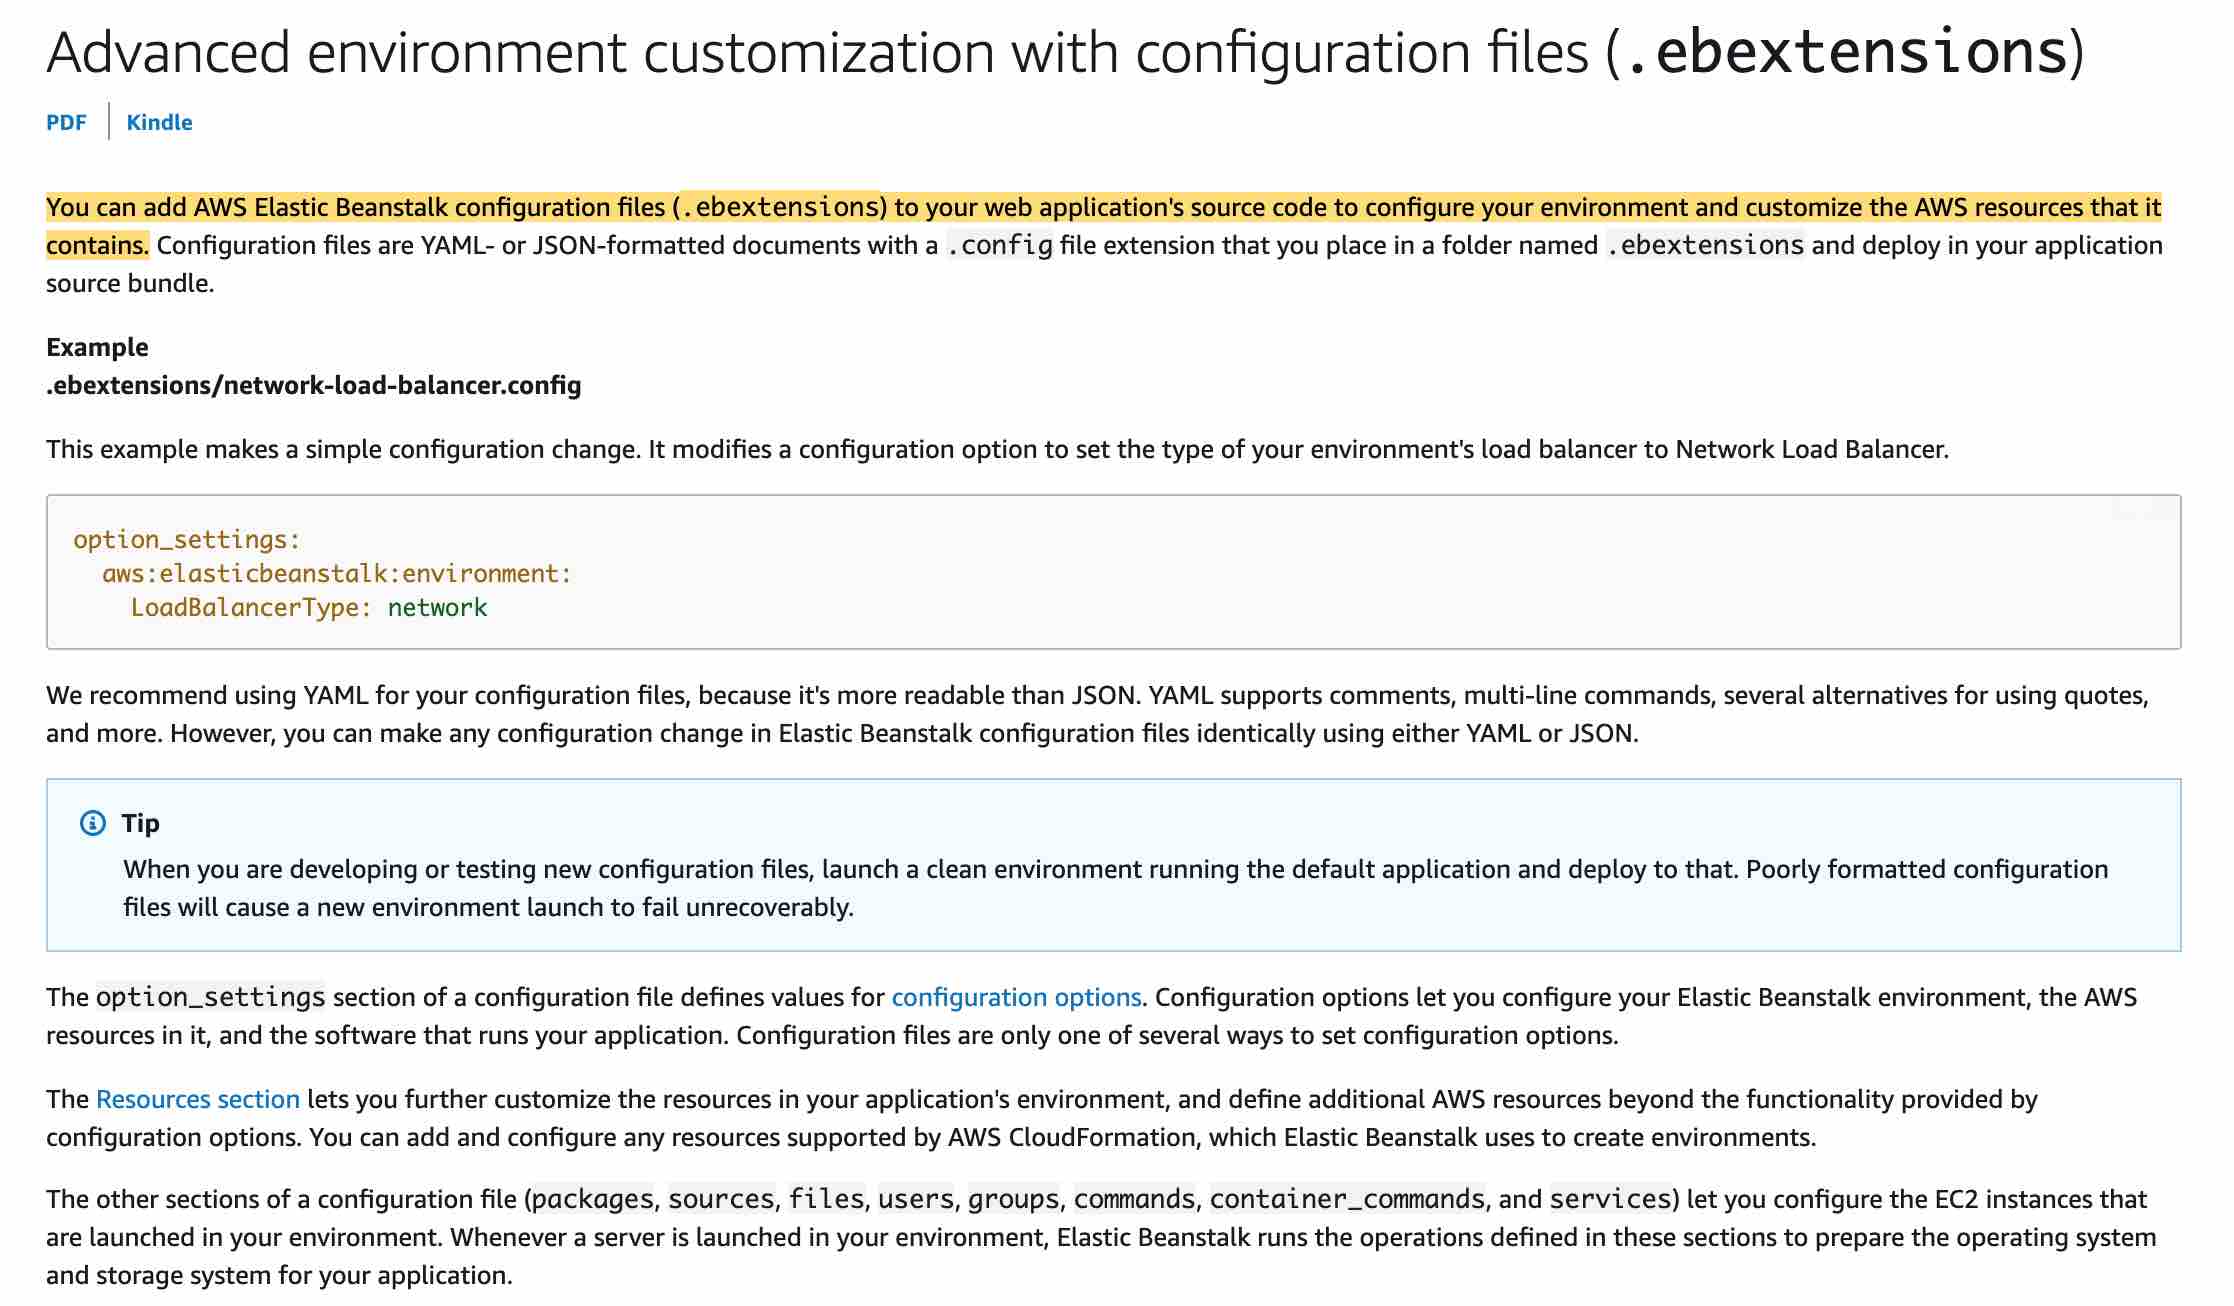 Advanced environment customization with configuration files (.ebextensions)
PDF | Kindle
You can add AWS Elastic Beanstalk configuration files (.ebextensions) to your web application's source code to configure your environment and customize the AWS resources that it
contains. Configuration files are YAML- or JSON-formatted documents with a .config file extension that you place in a folder named .ebextensions and deploy in your application
source bundle.
Example
.ebextensions/network-load-balancer.config
This example makes a simple configuration change. It modifies a configuration option to set the type of your environment's load balancer to Network Load Balancer.
option_settings:
  aws:elasticbeanstalk:environment:
    LoadBalancerType: network
We recommend using YAML for your configuration files, because it's more readable than JSON. YAML supports comments, multi-line commands, several alternatives for using quotes,
and more. However, you can make any configuration change in Elastic Beanstalk configuration files identically using either YAML or JSON.
Tip
When you are developing or testing new configuration files, launch a clean environment running the default application and deploy to that. Poorly formatted configuration
files will cause a new environment launch to fail unrecoverably.
The option_settings section of a configuration file defines values for configuration options. Configuration options let you configure your Elastic Beanstalk environment, the AWS
resources in it, and the software that runs your application. Configuration files are only one of several ways to set configuration options.
The Resources section lets you further customize the resources in your application's environment, and define additional AWS resources beyond the functionality provided by
configuration options. You can add and configure any resources supported by AWS CloudFormation, which Elastic Beanstalk uses to create environments.
The other sections of a configuration file (packages, sources, files, users, groups, commands, container_commands, and services) let you configure the EC2 instances that
are launched in your environment. Whenever a server is launched in your environment, Elastic Beanstalk runs the operations defined in these sections to prepare the operating system
and storage system for your application.